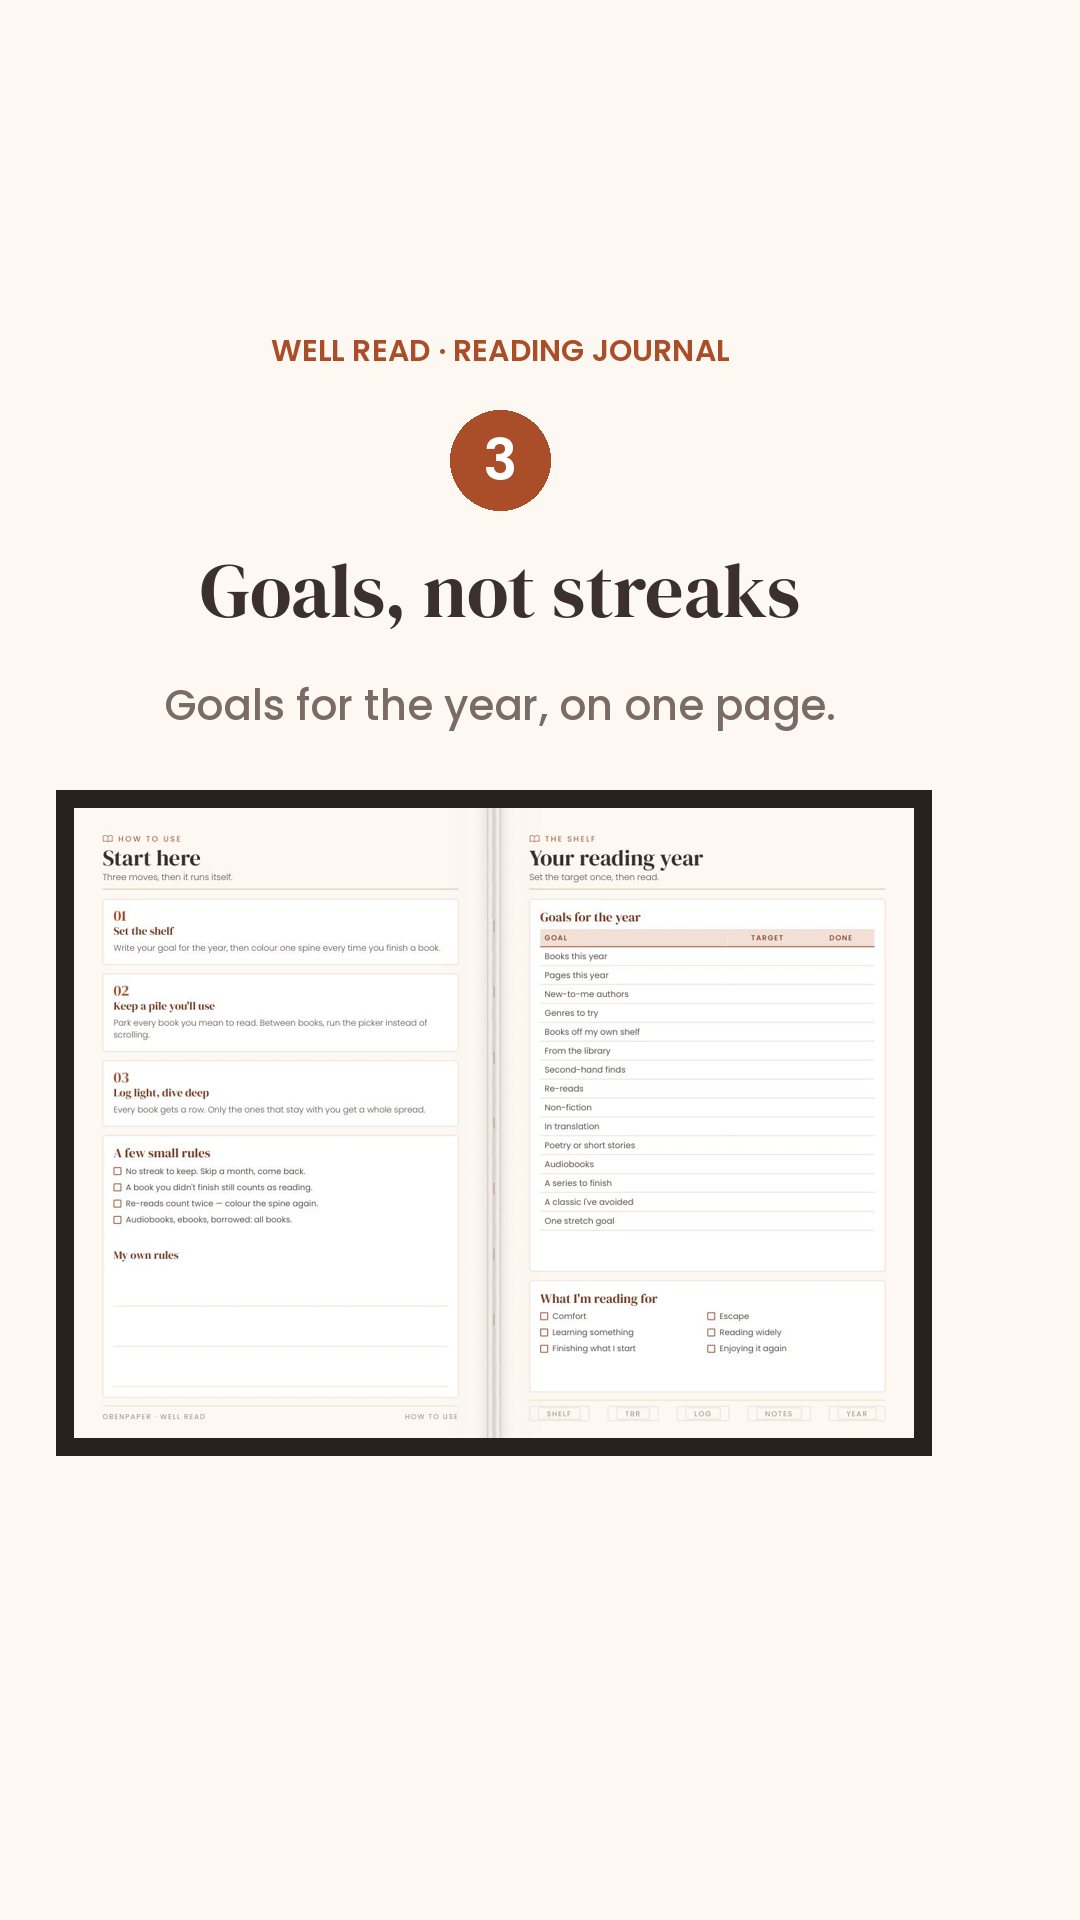 WELL READ · READING JOURNAL
3
Goals, not streaks
Goals for the year, on one page.
HOW TO USE
Start here
Three moves, then it runs itself.
01
Set the shelf
Write your goal for the year, then colour one spine every time you finish a book.
02
Keep a pile you'll use
Park every book you mean to read. Between books, run the picker instead of
scrolling.
03
Log light, dive deep
Every book gets a row. Only the ones that stay with you get a whole spread.
A few small rules
No streak to keep. Skip a month, come back.
A book you didn't finish still counts as reading.
Re-reads count twice — colour the spine again.
Audiobooks, ebooks, borrowed: all books.
My own rules
OBENPAPER · WELL READ
HOW TO USE
THE SHELF
Your reading year
Set the target once, then read.
Goals for the year
GOAL TARGET DONE
Books this year
Pages this year
New-to-me authors
Genres to try
Books off my own shelf
From the library
Second-hand finds
Re-reads
Non-fiction
In translation
Poetry or short stories
Audiobooks
A series to finish
A classic I've avoided
One stretch goal
What I'm reading for
Comfort Escape
Learning something Reading widely
Finishing what I start Enjoying it again
SHELF TBR LOG NOTES YEAR